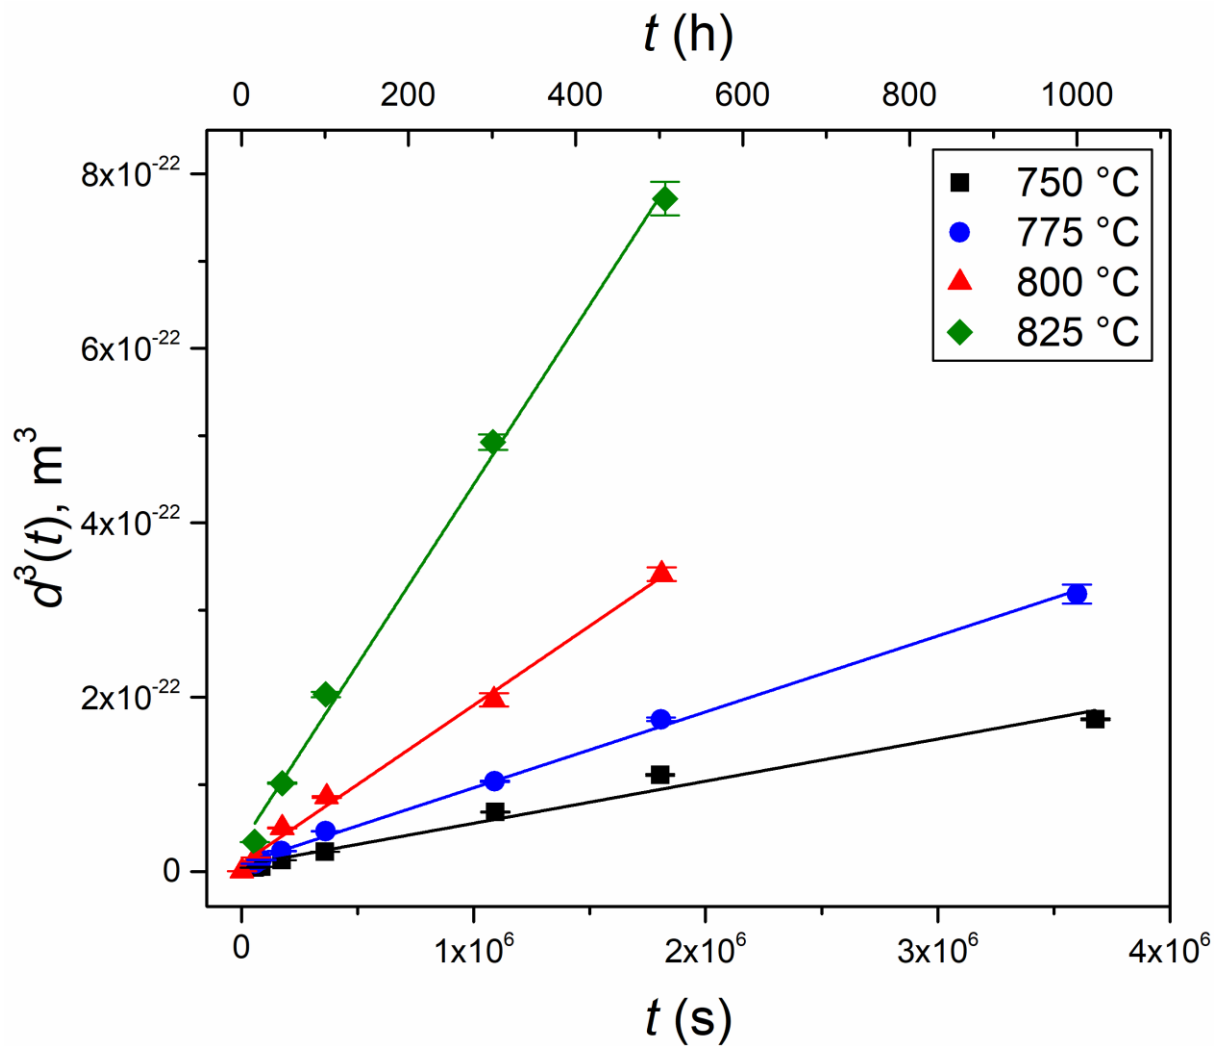 t (h)
0 200 400 600 800 1000
8x10⁻²²
6x10⁻²²
4x10⁻²²
2x10⁻²²
0
d³(t), m³
750 °C
775 °C
800 °C
825 °C
0 1x10⁶ 2x10⁶ 3x10⁶ 4x10⁶
t (s)